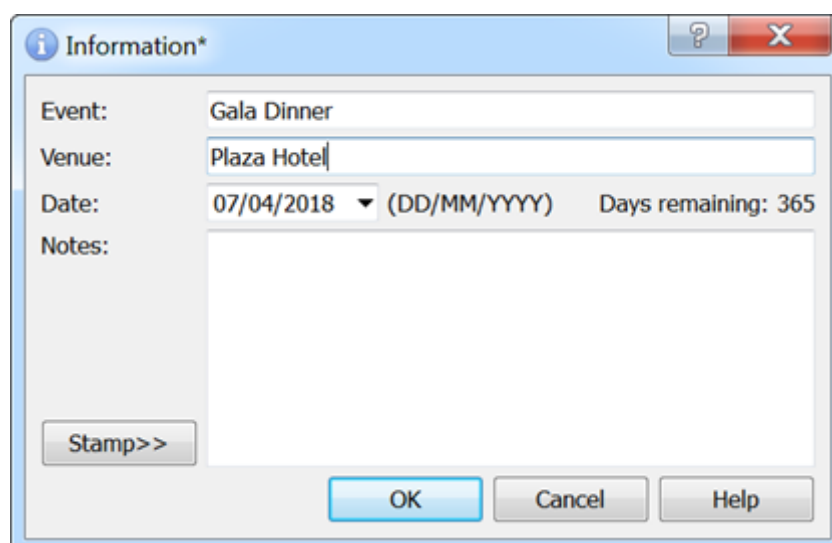 Information*
Event: Gala Dinner
Venue: Plaza Hotel
Date: 07/04/2018 (DD/MM/YYYY) Days remaining: 365
Notes:
Stamp>>
OK Cancel Help